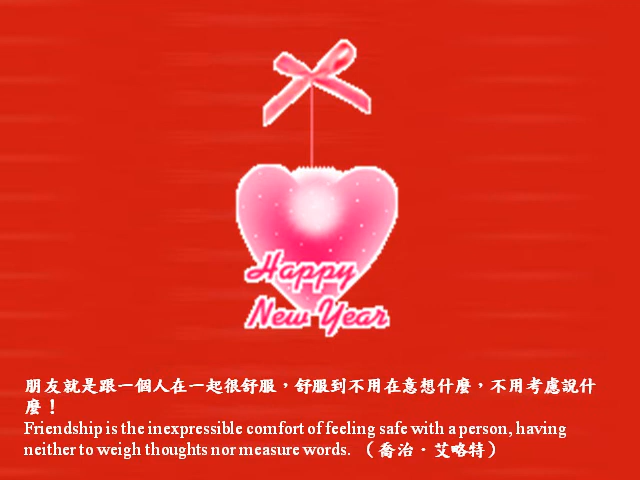 Happy
New Year
朋友就是跟一個人在一起很舒服，舒服到不用在意想什麼，不用考慮說什
麼！
Friendship is the inexpressible comfort of feeling safe with a person, having
neither to weigh thoughts nor measure words. （喬治．艾略特）